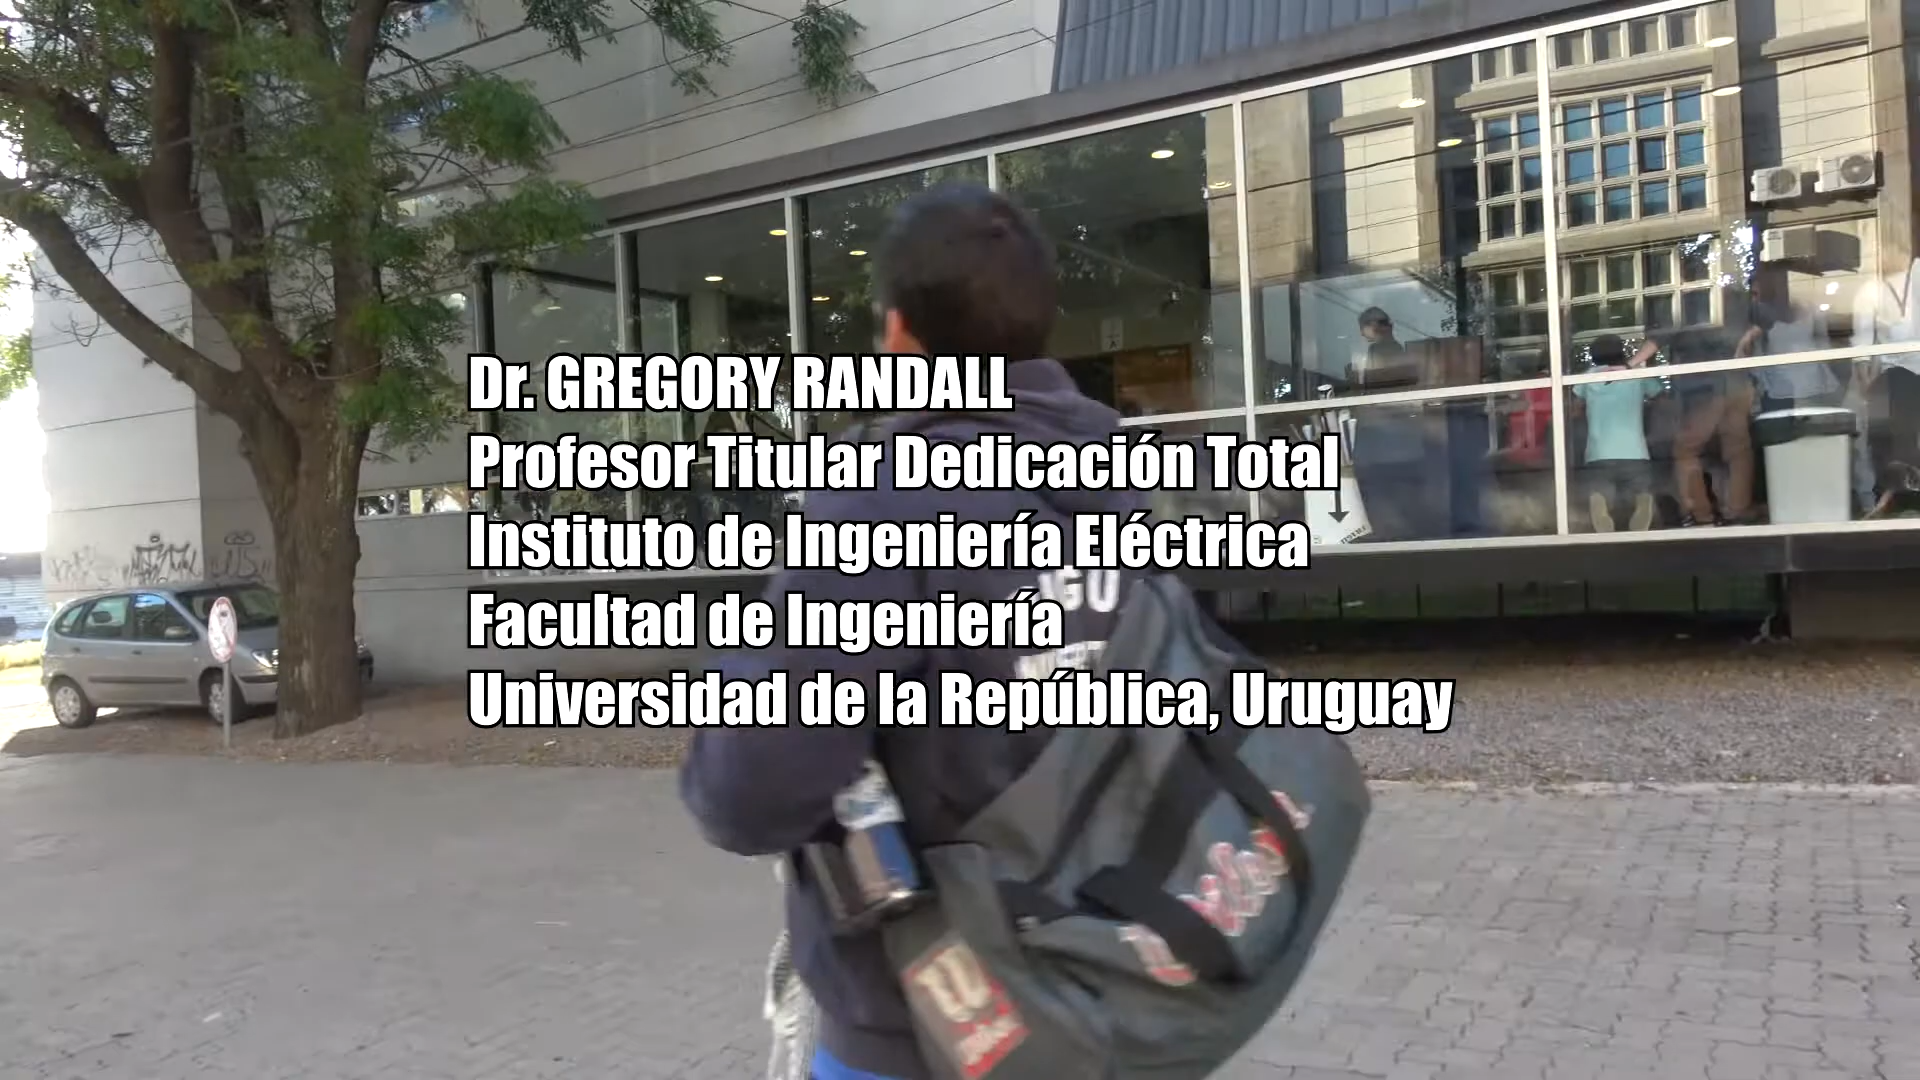 Dr. GREGORY RANDALL
Profesor Titular Dedicación Total
Instituto de Ingeniería Eléctrica
Facultad de Ingeniería
Universidad de la República, Uruguay